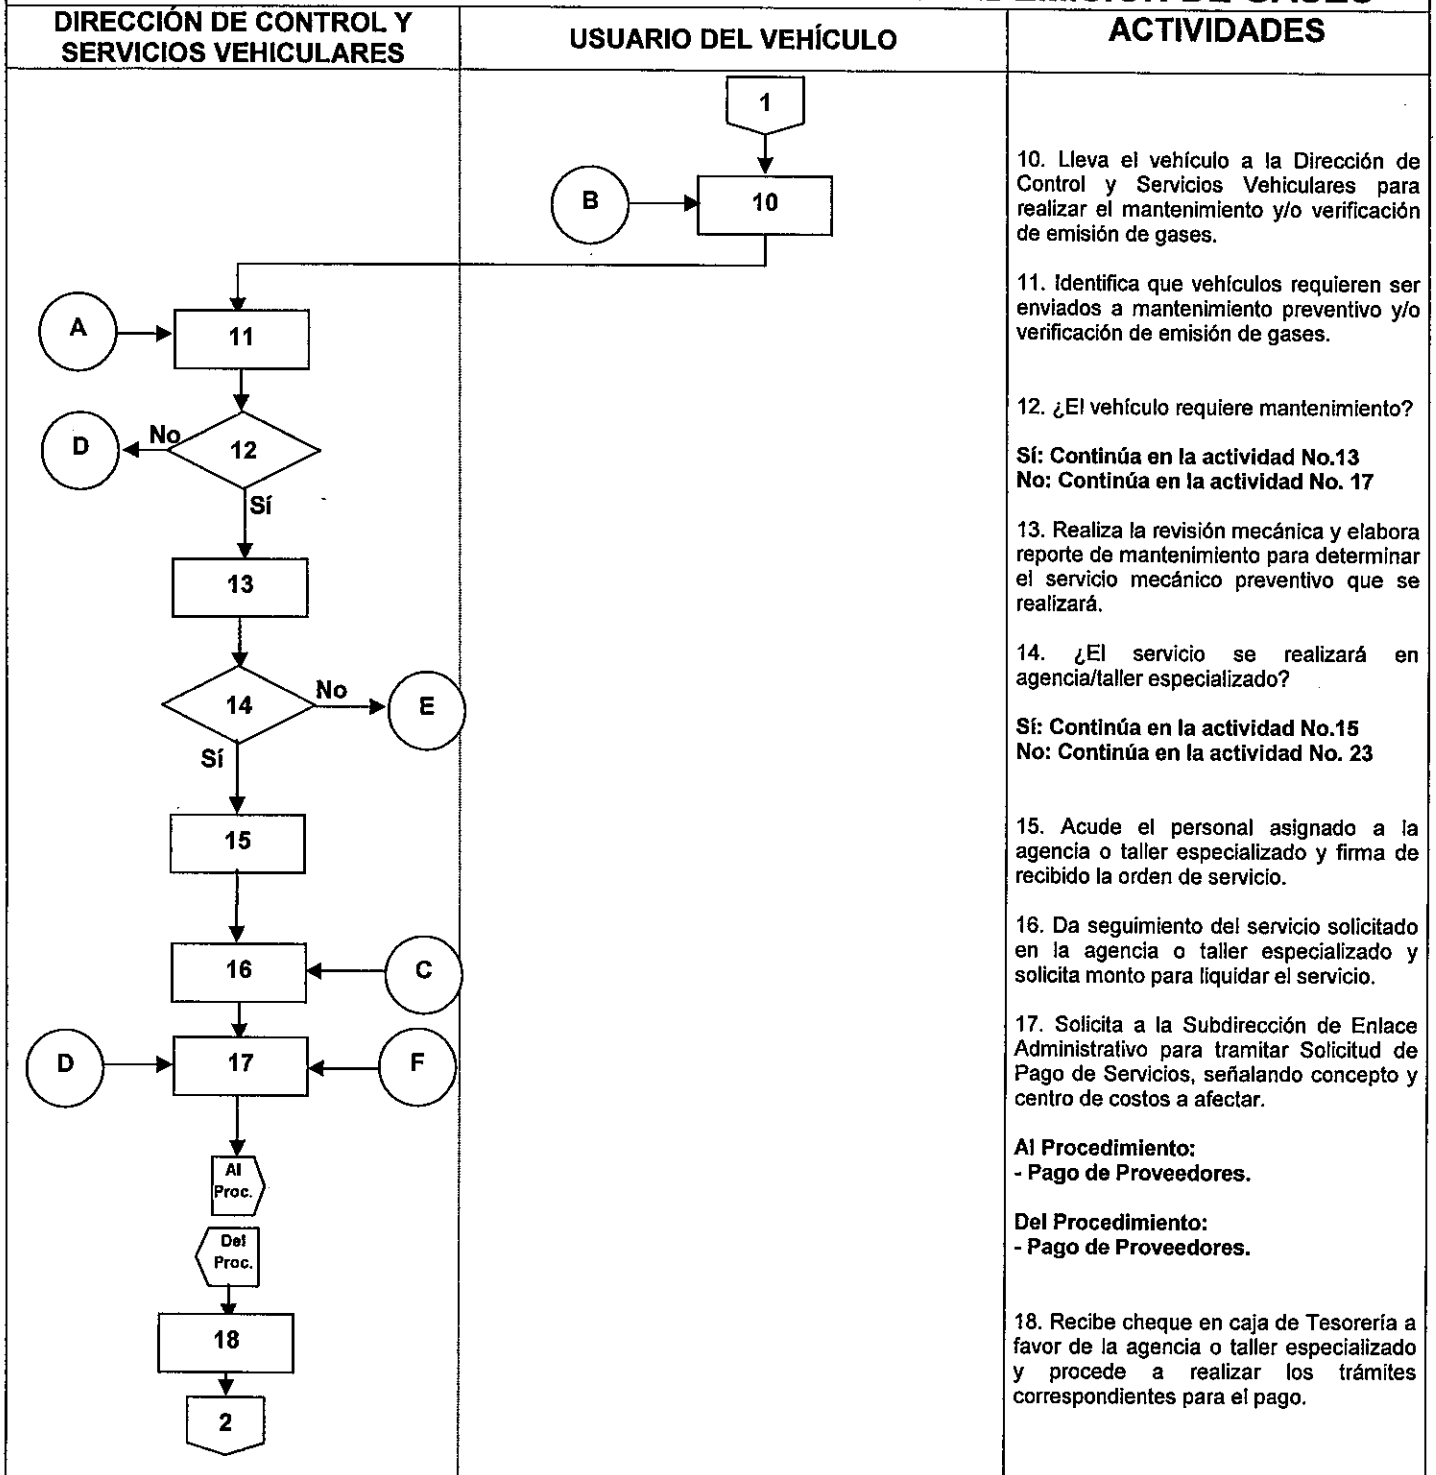 EMISIÓN DE GASES
DIRECCIÓN DE CONTROL Y
SERVICIOS VEHICULARES
USUARIO DEL VEHÍCULO
ACTIVIDADES
1
B
10
A
11
D
No
12
Sí
13
14
No
E
Sí
15
16
C
D
17
F
Al
Proc.
Del
Proc.
18
2
10. Lleva el vehículo a la Dirección de
Control y Servicios Vehiculares para
realizar el mantenimiento y/o verificación
de emisión de gases.
11. Identifica que vehículos requieren ser
enviados a mantenimiento preventivo y/o
verificación de emisión de gases.
12. ¿El vehículo requiere mantenimiento?
Sí: Continúa en la actividad No.13
No: Continúa en la actividad No. 17
13. Realiza la revisión mecánica y elabora
reporte de mantenimiento para determinar
el servicio mecánico preventivo que se
realizará.
14. ¿El servicio se realizará en
agencia/taller especializado?
Sí: Continúa en la actividad No.15
No: Continúa en la actividad No. 23
15. Acude el personal asignado a la
agencia o taller especializado y firma de
recibido la orden de servicio.
16. Da seguimiento del servicio solicitado
en la agencia o taller especializado y
solicita monto para liquidar el servicio.
17. Solicita a la Subdirección de Enlace
Administrativo para tramitar Solicitud de
Pago de Servicios, señalando concepto y
centro de costos a afectar.
Al Procedimiento:
- Pago de Proveedores.
Del Procedimiento:
- Pago de Proveedores.
18. Recibe cheque en caja de Tesorería a
favor de la agencia o taller especializado
y procede a realizar los trámites
correspondientes para el pago.